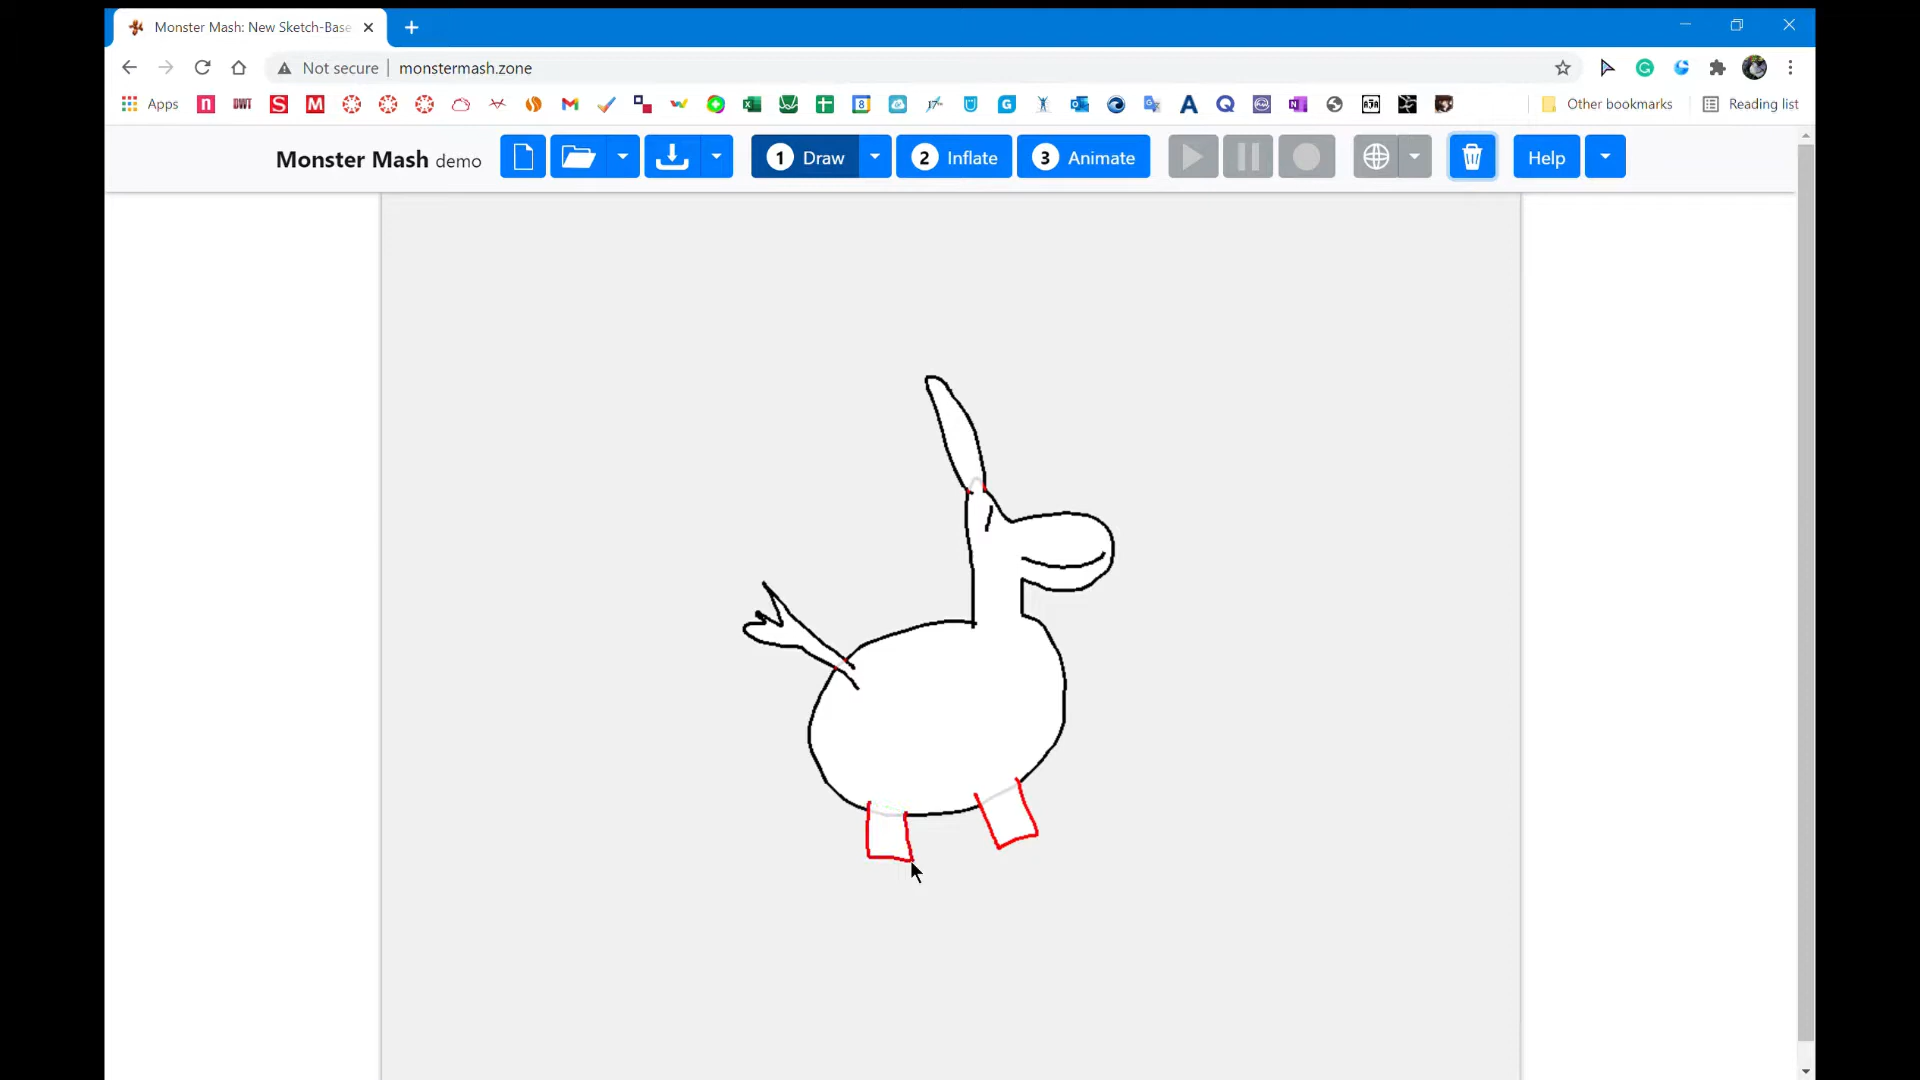 Monster Mash: New Sketch-Base
Not secure | monstermash.zone
Apps
Other bookmarks
Reading list
Monster Mash demo
1 Draw
2 Inflate
3 Animate
Help